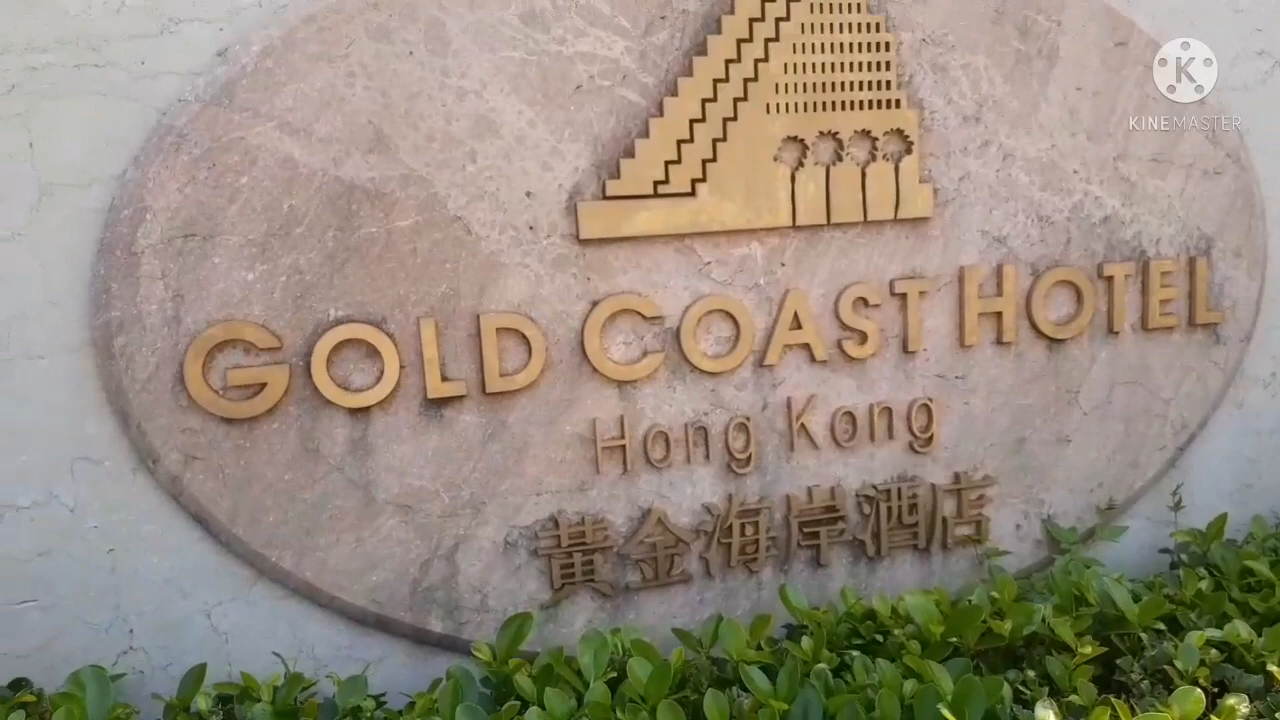 K
KINEMASTER
GOLD COAST HOTEL
Hong Kong
黃金海岸酒店